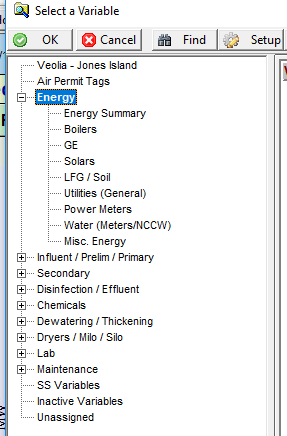 Select a Variable
OK Cancel Find Setup
Veolia - Jones Island
Air Permit Tags
Energy
Energy Summary
Boilers
GE
Solars
LFG / Soil
Utilities (General)
Power Meters
Water (Meters/NCCW)
Misc. Energy
Influent / Prelim / Primary
Secondary
Disinfection / Effluent
Chemicals
Dewatering / Thickening
Dryers / Milo / Silo
Lab
Maintenance
SS Variables
Inactive Variables
Unassigned